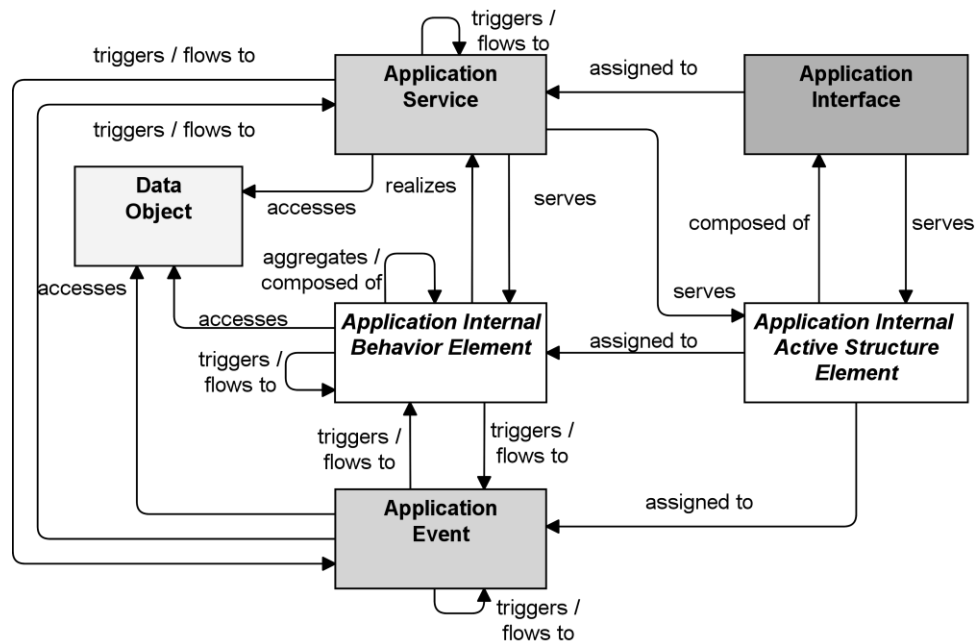 triggers /
flows to
triggers / flows to
Application
Service
assigned to
Application
Interface
triggers / flows to
Data
Object
accesses
realizes
serves
composed of
serves
aggregates /
composed of
accesses
accesses
serves
Application Internal
Behavior Element
Application Internal
Active Structure
Element
assigned to
triggers /
flows to
triggers /
flows to
triggers /
flows to
Application
Event
assigned to
triggers /
flows to